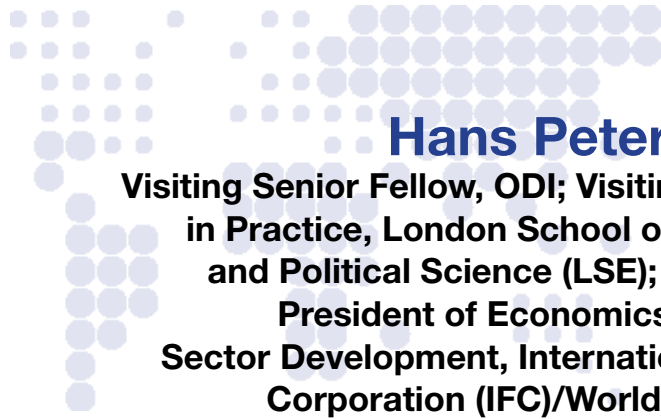 Hans Peter
Visiting Senior Fellow, ODI;
in Practice, London School
and Political Science (LSE);
President of Economics
Sector Development,
Corporation (IFC)/World